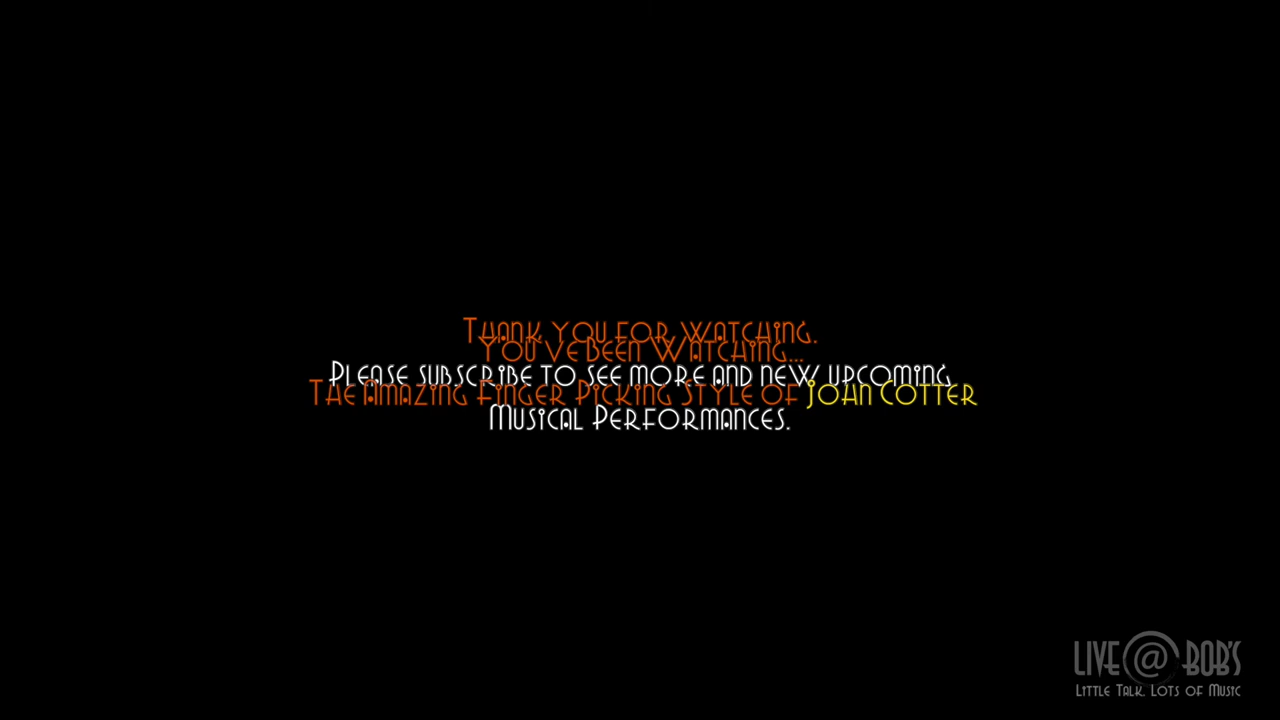 Thank you for watching.
You've Been Watching...
Please subscribe to see more and new upcoming
The Amazing Finger Picking Style of Joan Cotter
Musical Performances.
LIVE@BOB'S
Little Talk. Lots of Music